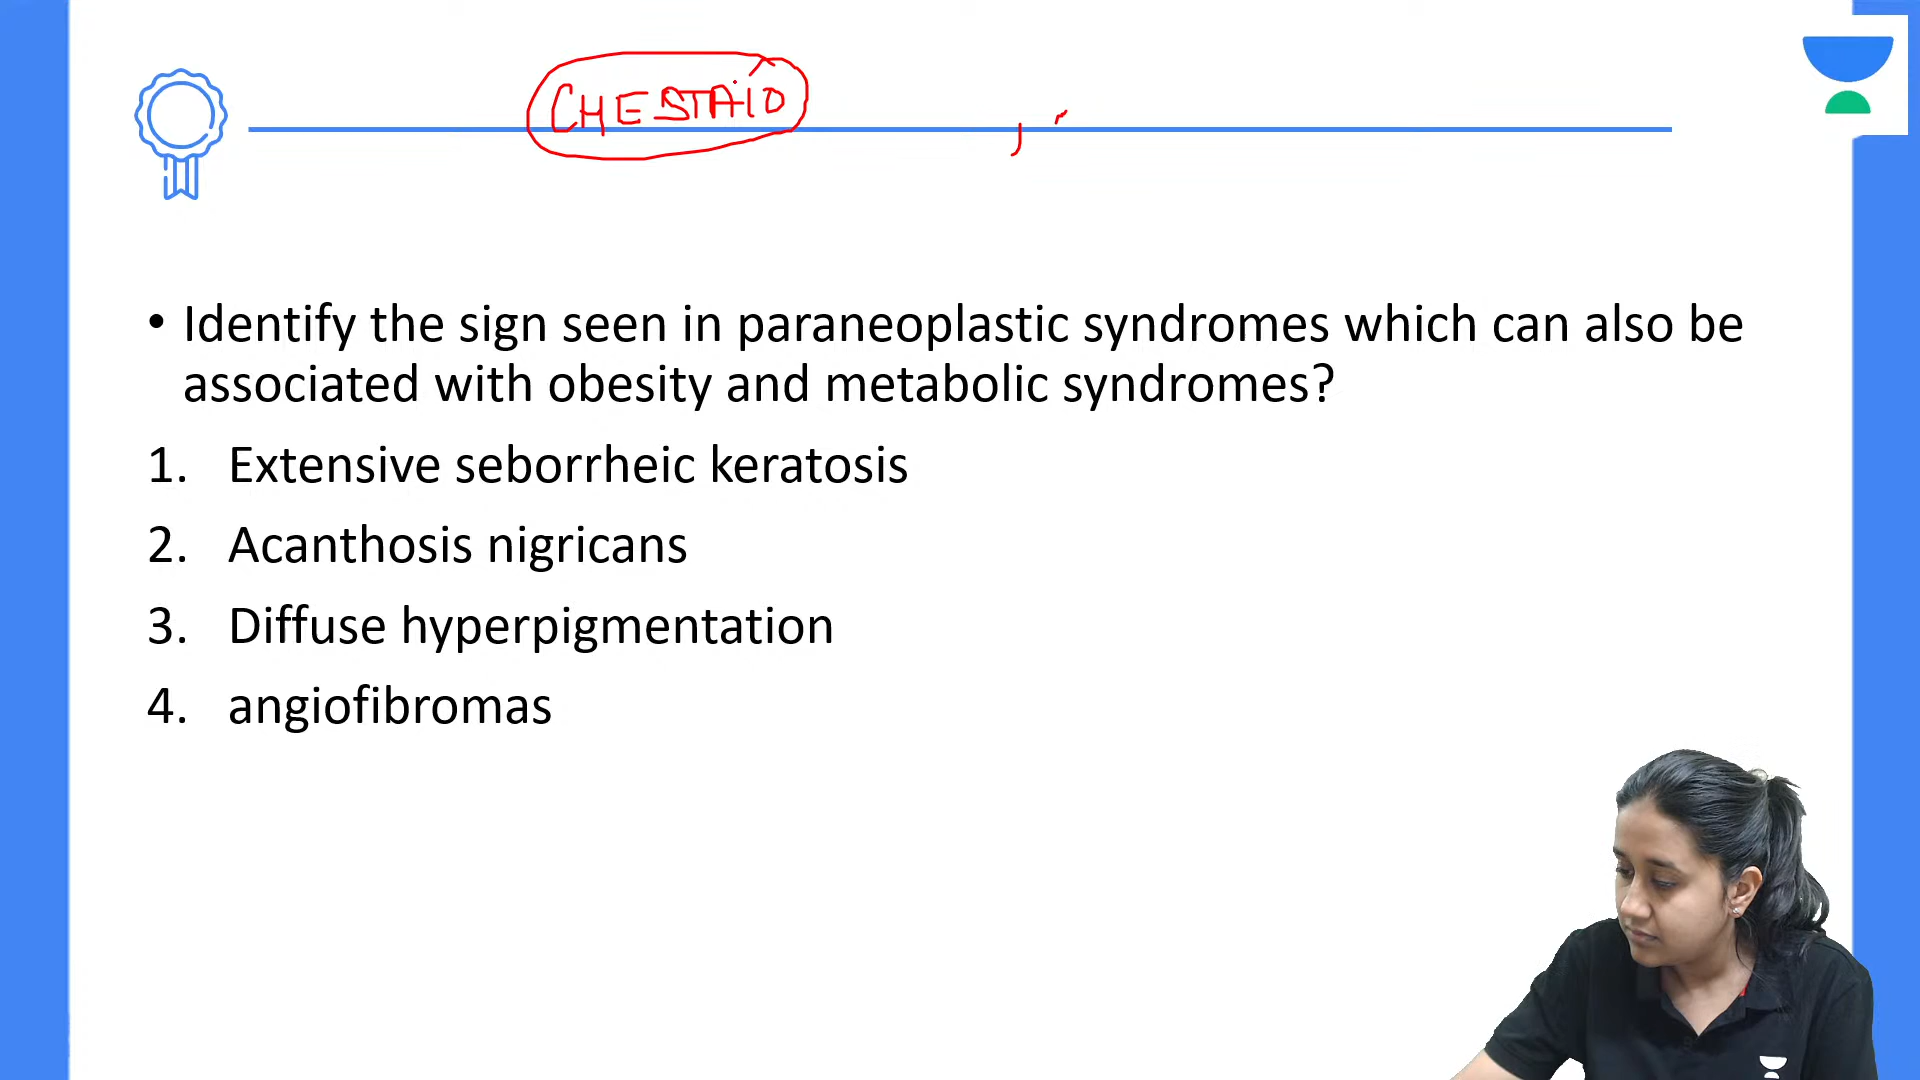 CHESTAID
• Identify the sign seen in paraneoplastic syndromes which can also be
associated with obesity and metabolic syndromes?
1. Extensive seborrheic keratosis
2. Acanthosis nigricans
3. Diffuse hyperpigmentation
4. angiofibromas